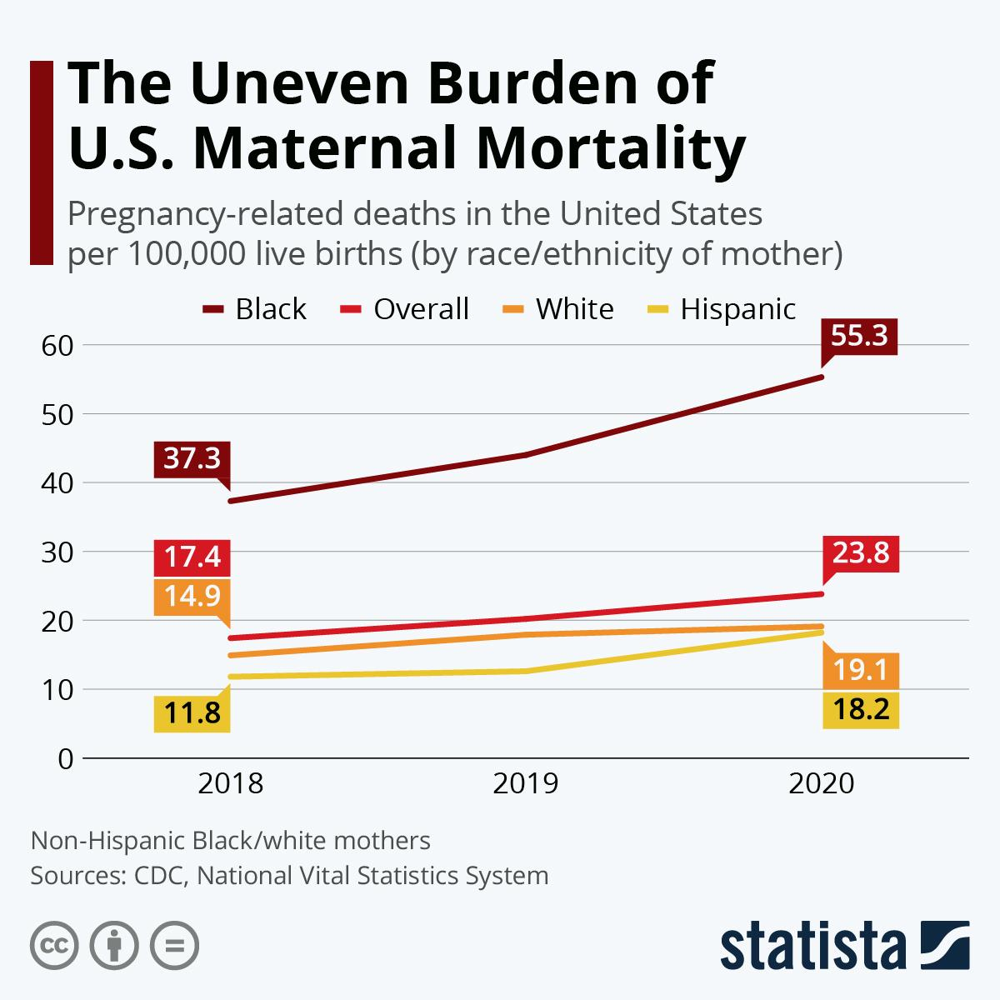 The Uneven Burden of
U.S. Maternal Mortality
Pregnancy-related deaths in the United States
per 100,000 live births (by race/ethnicity of mother)
Black Overall White Hispanic
60
50
40
30
20
10
0
37.3
17.4
14.9
11.8
55.3
23.8
19.1
18.2
2018 2019 2020
Non-Hispanic Black/white mothers
Sources: CDC, National Vital Statistics System
cc
statista